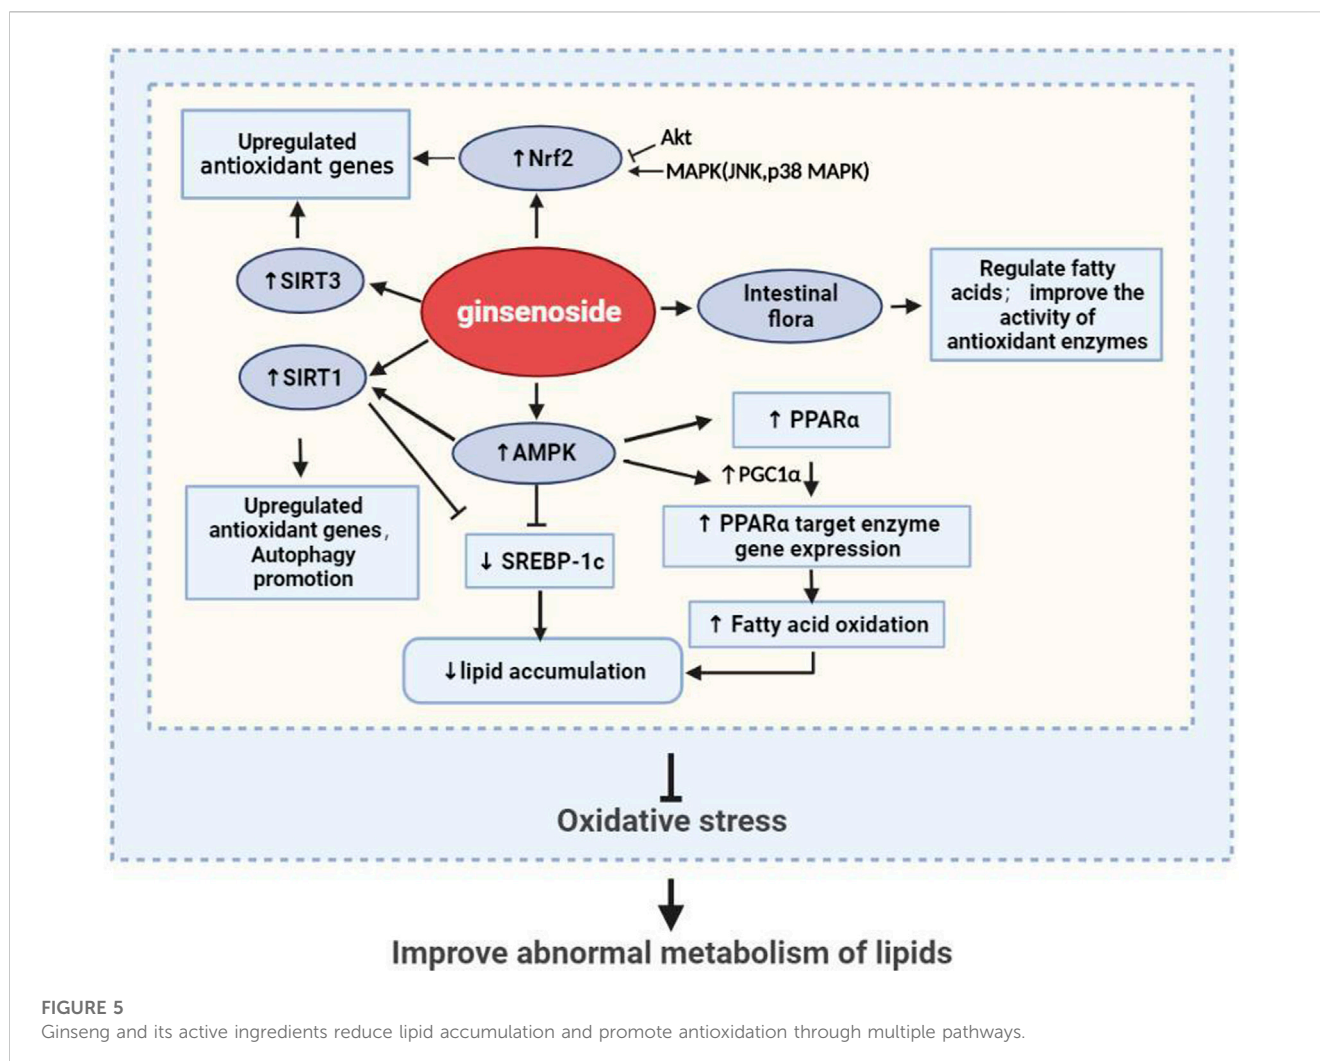 Upregulated
antioxidant genes
↑Nrf2
Akt
MAPK(JNK,p38 MAPK)
↑SIRT3
ginsenoside
Intestinal
flora
Regulate fatty
acids； improve the
activity of
antioxidant enzymes
↑SIRT1
↑AMPK
↑ PPARα
↑PGC1α
Upregulated
antioxidant genes，
Autophagy
promotion
↑ PPARα target enzyme
gene expression
↓ SREBP-1c
↑ Fatty acid oxidation
↓lipid accumulation
Oxidative stress
Improve abnormal metabolism of lipids
FIGURE 5
Ginseng and its active ingredients reduce lipid accumulation and promote antioxidation through multiple pathways.